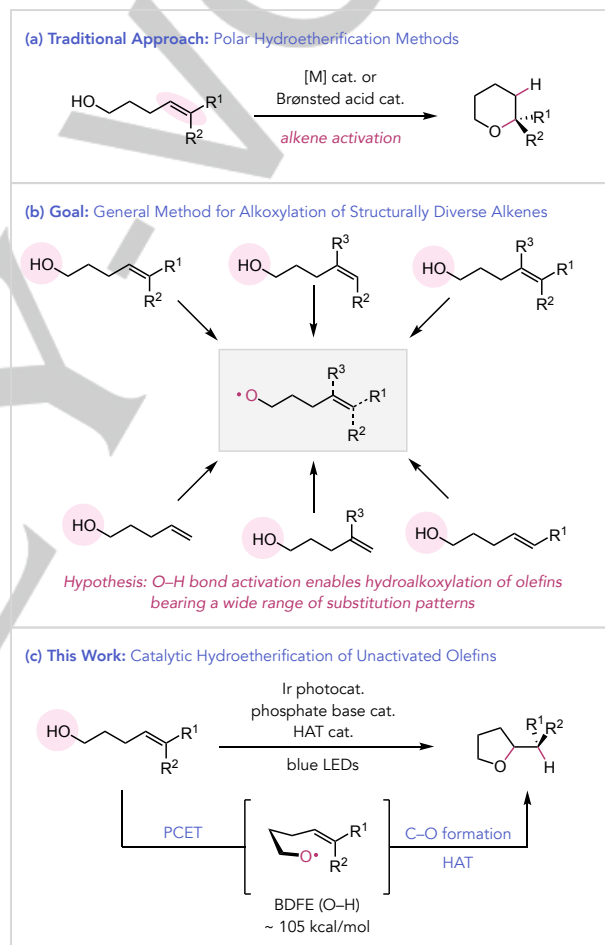 (a) Traditional Approach: Polar Hydroetherification Methods
HO
R¹
R²
[M] cat. or
Brønsted acid cat.
alkene activation
H
O
R¹
R²
(b) Goal: General Method for Alkoxylation of Structurally Diverse Alkenes
HO
R¹
R²
HO
R³
R²
HO
R³
R¹
R²
• O
R³
R¹
R²
HO
HO
R³
HO
R¹
Hypothesis: O–H bond activation enables hydroalkoxylation of olefins
bearing a wide range of substitution patterns
(c) This Work: Catalytic Hydroetherification of Unactivated Olefins
HO
R¹
R²
Ir photocat.
phosphate base cat.
HAT cat.
blue LEDs
R¹
R²
O
H
PCET
R¹
R²
O•
C–O formation
HAT
BDFE (O–H)
~ 105 kcal/mol